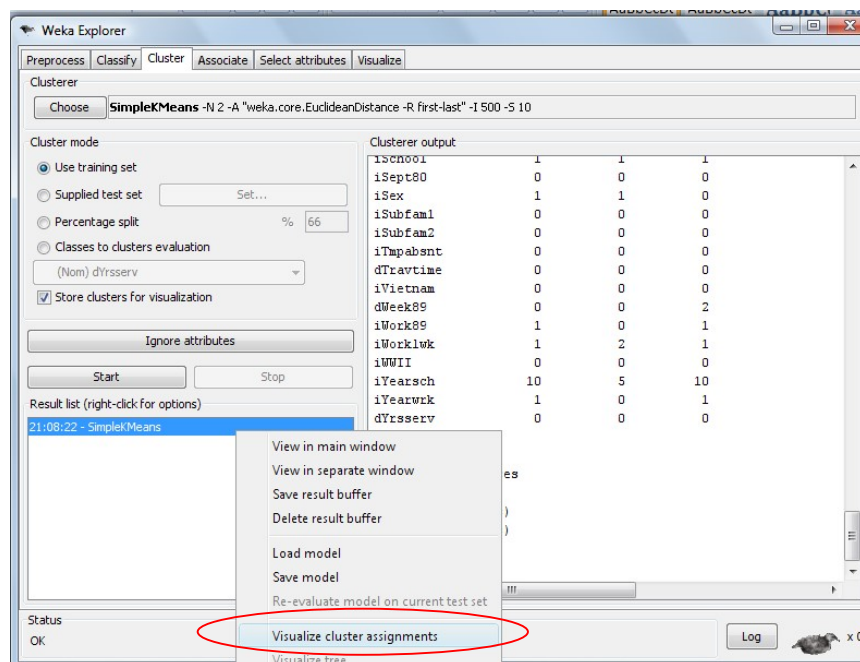 Weka Explorer
Preprocess Classify Cluster Associate Select attributes Visualize
Clusterer
Choose SimpleKMeans -N 2 -A "weka.core.EuclideanDistance -R first-last" -I 500 -S 10
Cluster mode
Use training set
Supplied test set Set...
Percentage split % 66
Classes to clusters evaluation
(Nom) dYrsserv
Store clusters for visualization
Ignore attributes
Start Stop
Result list (right-click for options)
21:08:22 - SimpleKMeans
Clusterer output
iSchool 1 1 1
iSept80 0 0 0
iSex 1 1 0
iSubfam1 0 0 0
iSubfam2 0 0 0
iTmpabsnt 0 0 0
dTravtime 0 0 0
iVietnam 0 0 0
dWeek89 0 0 2
iWork89 1 0 1
iWorklwk 1 2 1
iWWII 0 0 0
iYearsch 10 5 10
iYearwrk 1 0 1
dYrsserv 0 0 0
es
)
)
View in main window
View in separate window
Save result buffer
Delete result buffer
Load model
Save model
Re-evaluate model on current test set
Visualize cluster assignments
Visualize tree
Status
OK
Log x 0